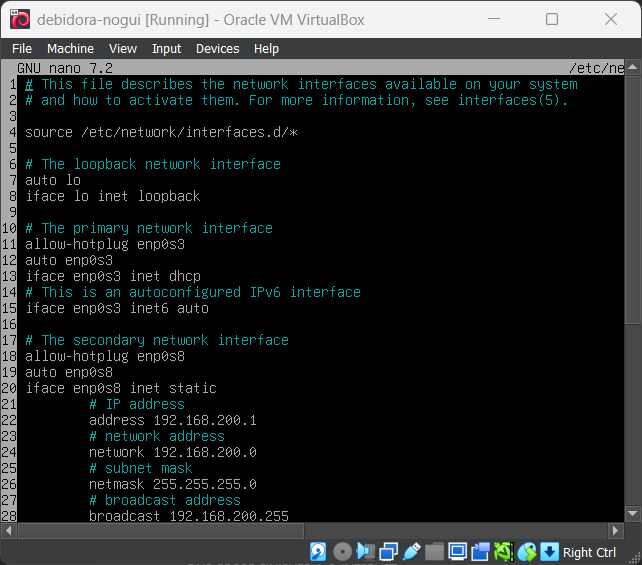 debidora-nogui [Running] - Oracle VM VirtualBox
File Machine View Input Devices Help
GNU nano 7.2 /etc/ne
1 # This file describes the network interfaces available on your system
2 # and how to activate them. For more information, see interfaces(5).
3
4 source /etc/network/interfaces.d/*
5
6 # The loopback network interface
7 auto lo
8 iface lo inet loopback
9
10 # The primary network interface
11 allow-hotplug enp0s3
12 auto enp0s3
13 iface enp0s3 inet dhcp
14 # This is an autoconfigured IPv6 interface
15 iface enp0s3 inet6 auto
16
17 # The secondary network interface
18 allow-hotplug enp0s8
19 auto enp0s8
20 iface enp0s8 inet static
21 # IP address
22 address 192.168.200.1
23 # network address
24 network 192.168.200.0
25 # subnet mask
26 netmask 255.255.255.0
27 # broadcast address
28 broadcast 192.168.200.255
Right Ctrl